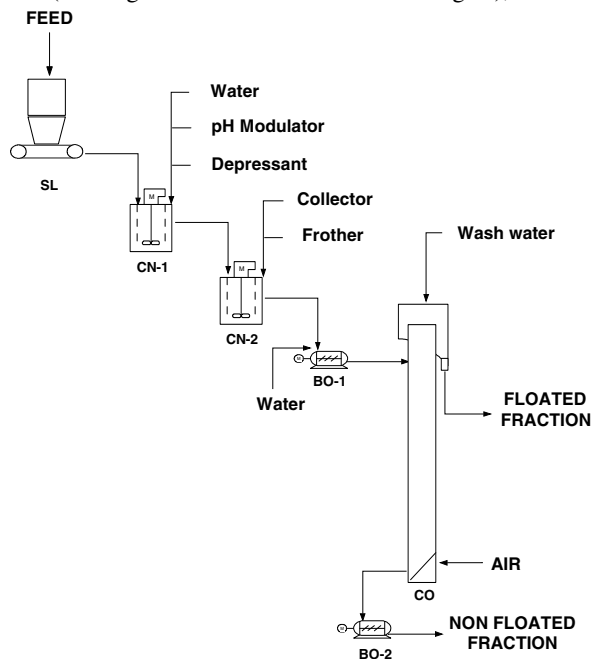 FEED
SL
Water
pH Modulator
Depressant
M
CN-1
Collector
Frother
M
CN-2
Wash water
M
BO-1
Water
FLOATED
FRACTION
AIR
CO
M
BO-2
NON FLOATED
FRACTION